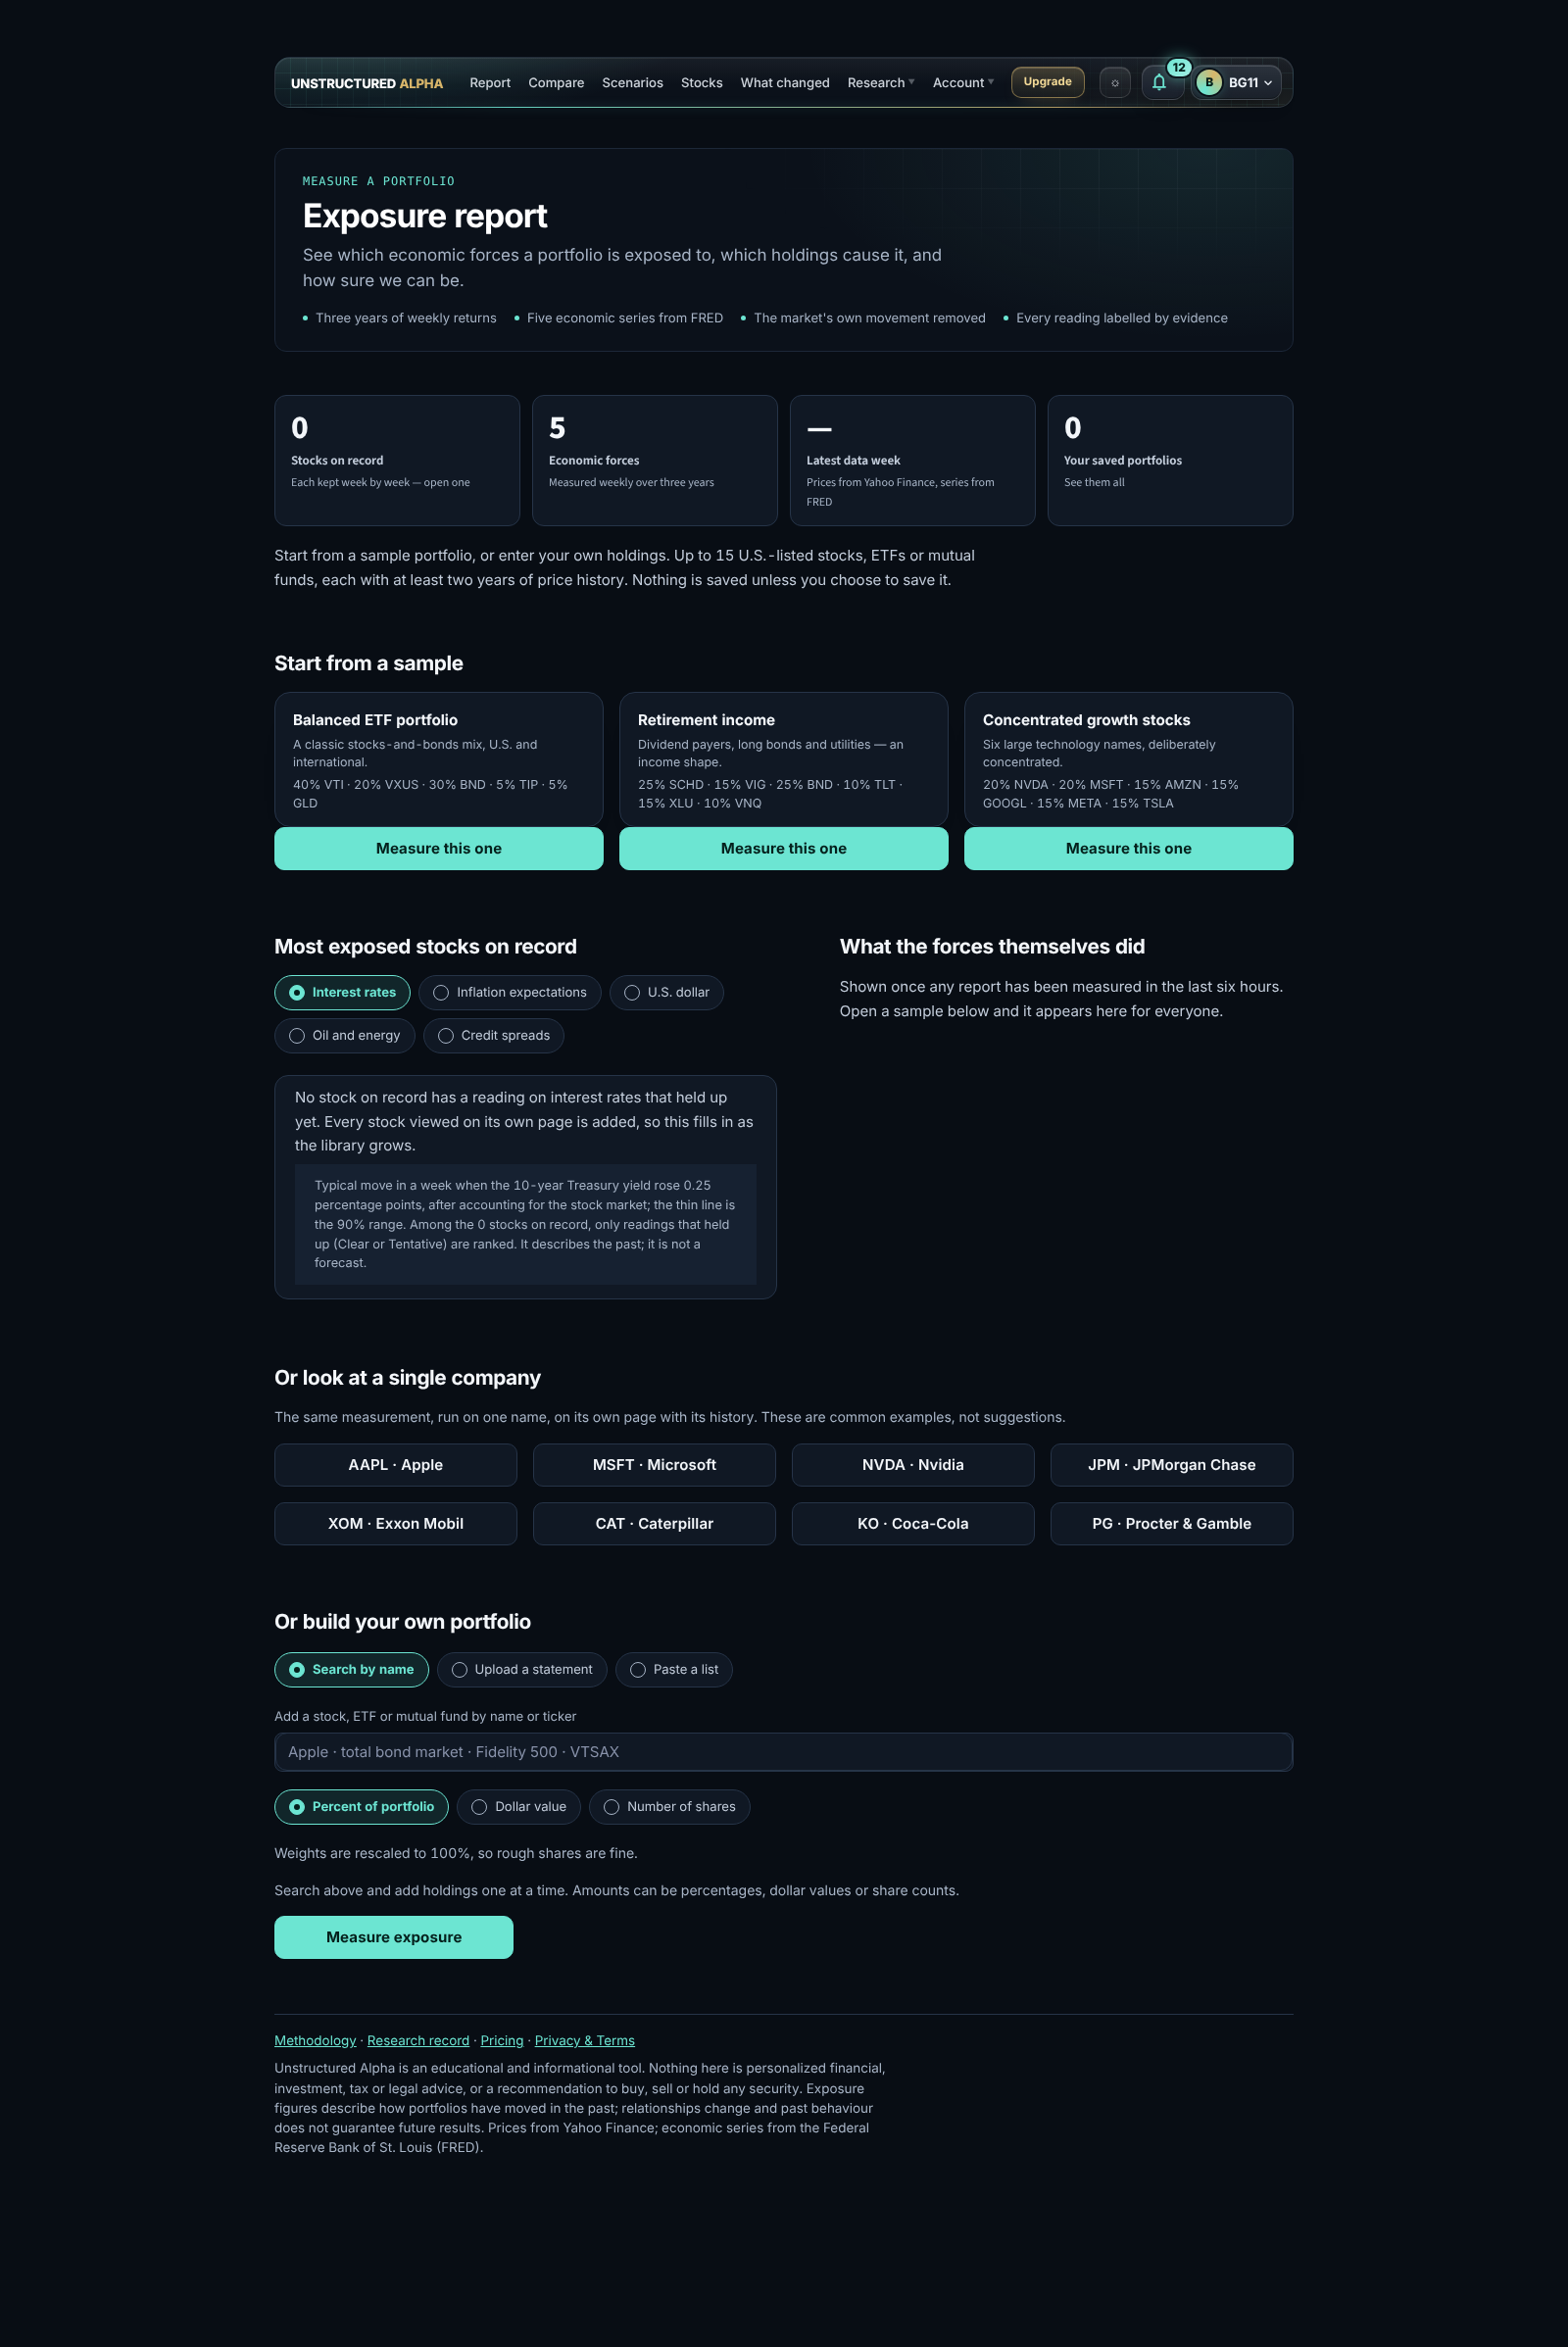 UNSTRUCTURED ALPHA Report Compare Scenarios Stocks What changed Research Account Upgrade 12 B BG11
MEASURE A PORTFOLIO
Exposure report
See which economic forces a portfolio is exposed to, which holdings cause it, and
how sure we can be.
Three years of weekly returns Five economic series from FRED The market's own movement removed Every reading labelled by evidence
0
Stocks on record
Each kept week by week — open one
5
Economic forces
Measured weekly over three years
—
Latest data week
Prices from Yahoo Finance, series from
FRED
0
Your saved portfolios
See them all
Start from a sample portfolio, or enter your own holdings. Up to 15 U.S.-listed stocks, ETFs or mutual
funds, each with at least two years of price history. Nothing is saved unless you choose to save it.
Start from a sample
Balanced ETF portfolio
A classic stocks-and-bonds mix, U.S. and
international.
40% VTI · 20% VXUS · 30% BND · 5% TIP · 5%
GLD
Measure this one
Retirement income
Dividend payers, long bonds and utilities — an
income shape.
25% SCHD · 15% VIG · 25% BND · 10% TLT ·
15% XLU · 10% VNQ
Measure this one
Concentrated growth stocks
Six large technology names, deliberately
concentrated.
20% NVDA · 20% MSFT · 15% AMZN · 15%
GOOGL · 15% META · 15% TSLA
Measure this one
Most exposed stocks on record
Interest rates Inflation expectations U.S. dollar
Oil and energy Credit spreads
No stock on record has a reading on interest rates that held up
yet. Every stock viewed on its own page is added, so this fills in as
the library grows.
Typical move in a week when the 10-year Treasury yield rose 0.25
percentage points, after accounting for the stock market; the thin line is
the 90% range. Among the 0 stocks on record, only readings that held
up (Clear or Tentative) are ranked. It describes the past; it is not a
forecast.
What the forces themselves did
Shown once any report has been measured in the last six hours.
Open a sample below and it appears here for everyone.
Or look at a single company
The same measurement, run on one name, on its own page with its history. These are common examples, not suggestions.
AAPL · Apple MSFT · Microsoft NVDA · Nvidia JPM · JPMorgan Chase
XOM · Exxon Mobil CAT · Caterpillar KO · Coca-Cola PG · Procter & Gamble
Or build your own portfolio
Search by name Upload a statement Paste a list
Add a stock, ETF or mutual fund by name or ticker
Apple · total bond market · Fidelity 500 · VTSAX
Percent of portfolio Dollar value Number of shares
Weights are rescaled to 100%, so rough shares are fine.
Search above and add holdings one at a time. Amounts can be percentages, dollar values or share counts.
Measure exposure
Methodology · Research record · Pricing · Privacy & Terms
Unstructured Alpha is an educational and informational tool. Nothing here is personalized financial,
investment, tax or legal advice, or a recommendation to buy, sell or hold any security. Exposure
figures describe how portfolios have moved in the past; relationships change and past behaviour
does not guarantee future results. Prices from Yahoo Finance; economic series from the Federal
Reserve Bank of St. Louis (FRED).